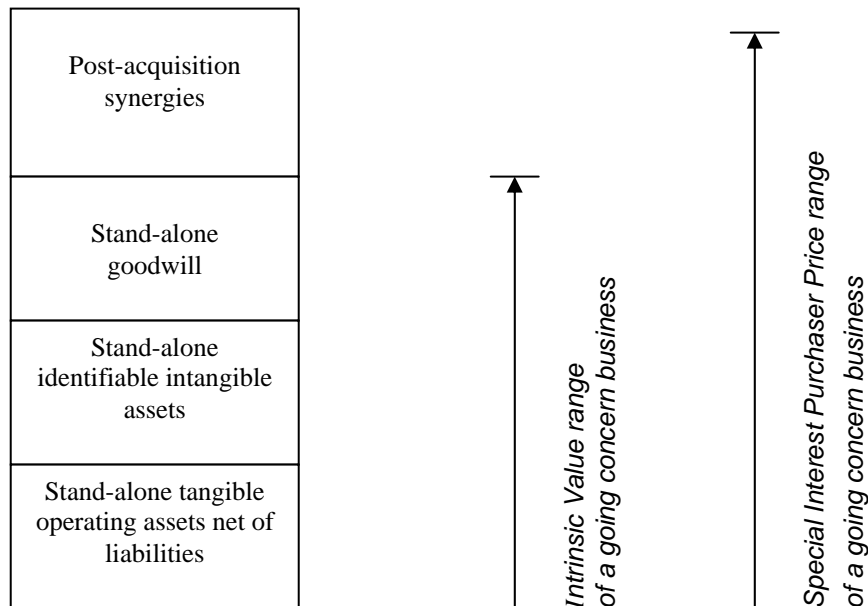 Post-acquisition
synergies
Stand-alone
goodwill
Stand-alone
identifiable intangible
assets
Stand-alone tangible
operating assets net of
liabilities
Intrinsic Value range
of a going concern business
Special Interest Purchaser Price range
of a going concern business